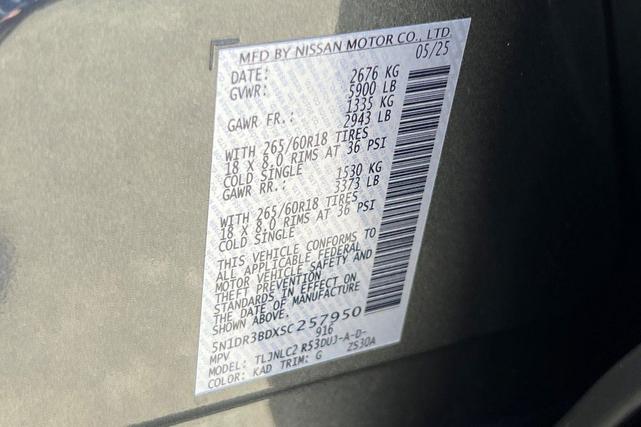 MFD BY NISSAN MOTOR CO., LTD
DATE: 05/25
GVWR: 2676 KG
5900 LB
1335 KG
GAWR FR.: 2943 LB
WITH 265/60R18 TIRES
18 X 8.0 RIMS AT 36 PSI
COLD SINGLE 1530 KG
GAWR RR.: 3373 LB
WITH 265/60R18 TIRES
18 X 8.0 RIMS AT 36 PSI
COLD SINGLE
THIS VEHICLE CONFORMS TO
ALL APPLICABLE FEDERAL
MOTOR VEHICLE SAFETY AND
THEFT PREVENTION
STANDARDS IN EFFECT ON
THE DATE OF MANUFACTURE
SHOWN ABOVE.
5N1DR3BDXSC257950
MPV 916
MODEL: TLJNLC2 R53DUJ-A-D-
ZS30A
COLOR: KAD TRIM: G